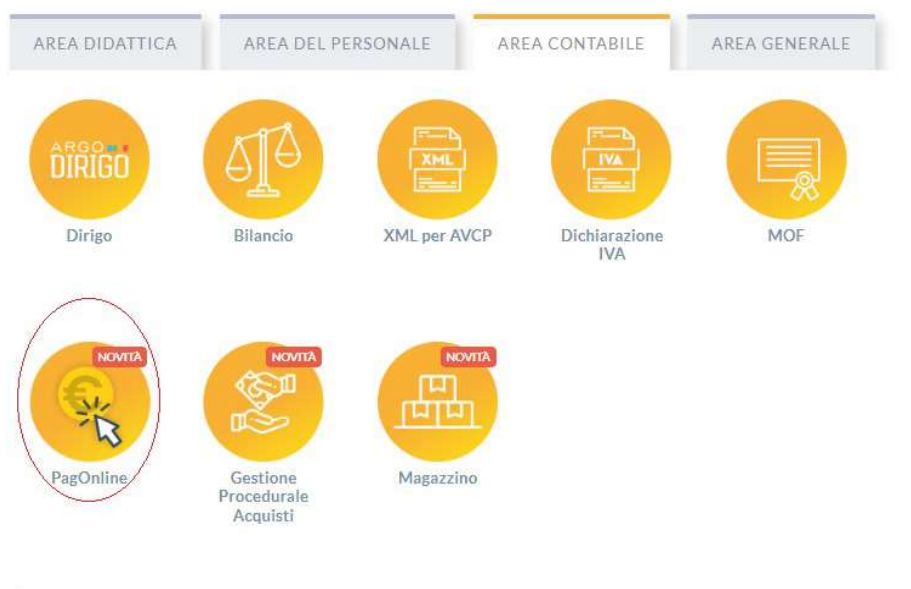 AREA DIDATTICA
AREA DEL PERSONALE
AREA CONTABILE
AREA GENERALE
ARGO
DIRIGO
XML
IVA
Dirigo
Bilancio
XML per AVCP
Dichiarazione
IVA
MOF
NOVITÀ
NOVITÀ
NOVITÀ
€
PagOnline
Gestione
Procedurale
Acquisti
Magazzino